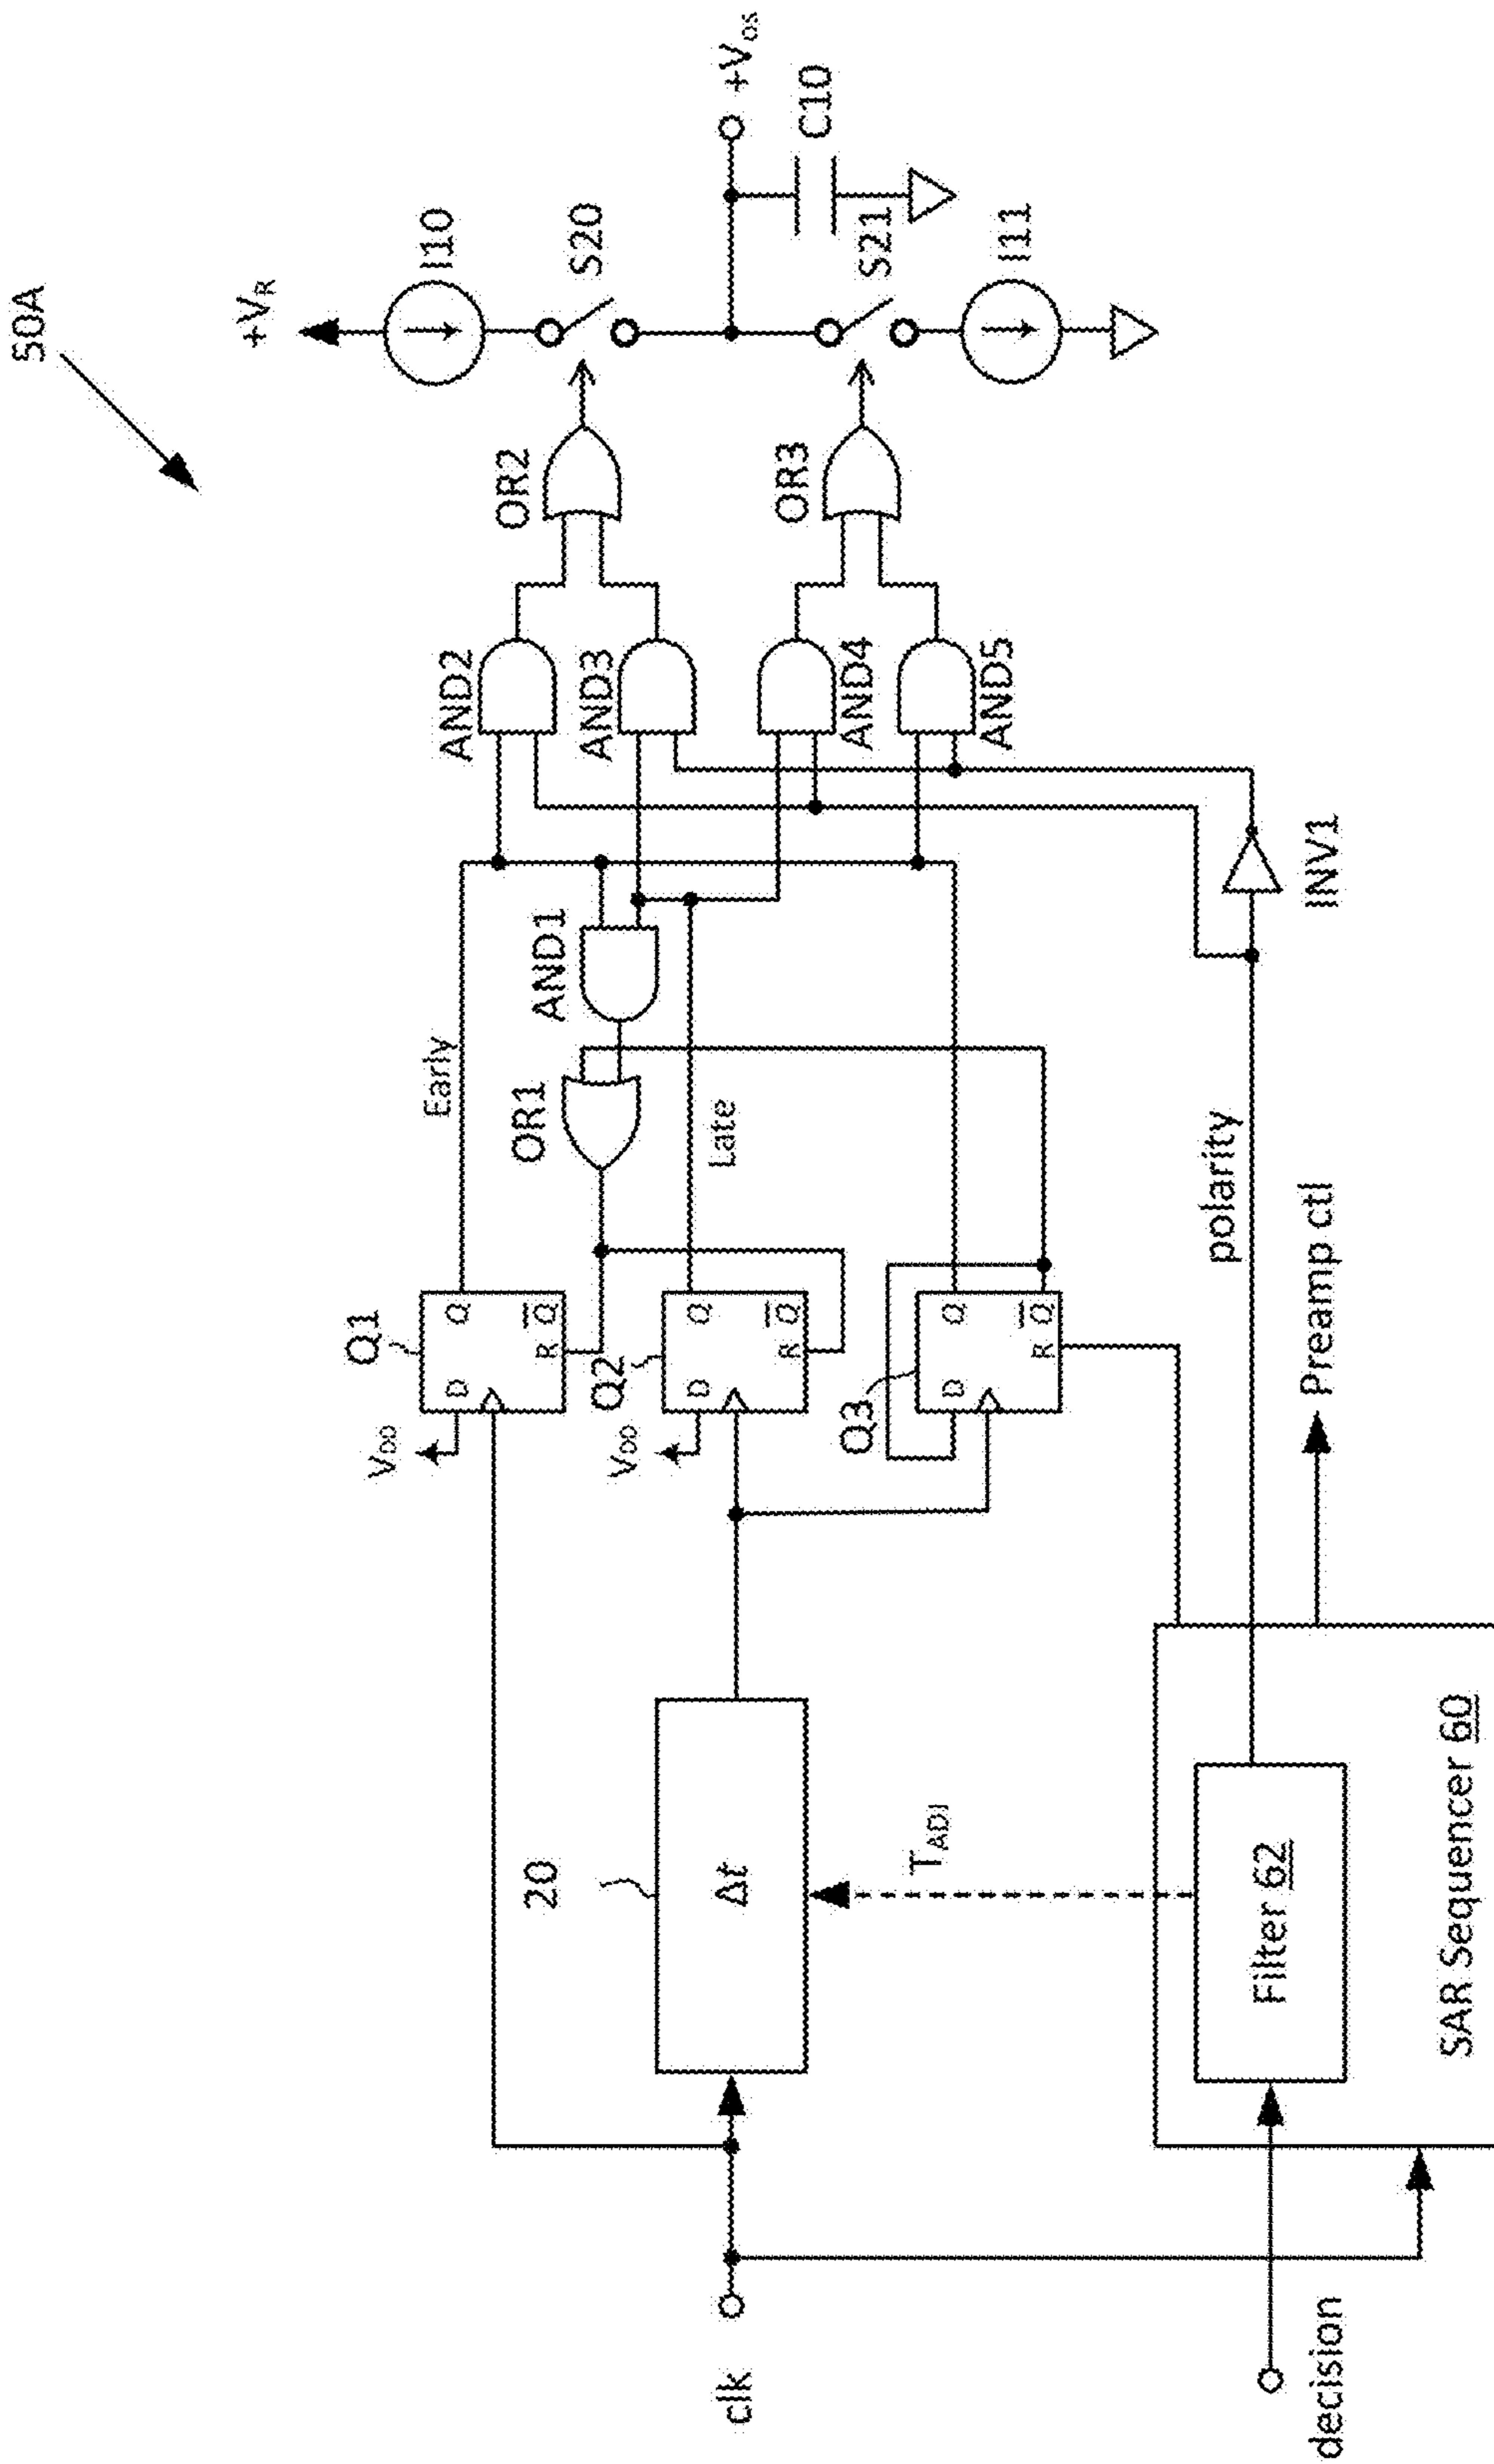 50A
+VR
I10
S20
+Vos
C10
S21
I11
OR2
OR3
AND2
AND3
AND4
AND5
AND1
OR1
Early
Late
INV1
polarity
Preamp ctl
Q1
D
Q
R
Q̅
VDD
Q2
D
Q
R
Q̅
VDD
Q3
D
Q
R
Q̅
20
Δt
TADJ
Filter 62
SAR Sequencer 60
clk
decision